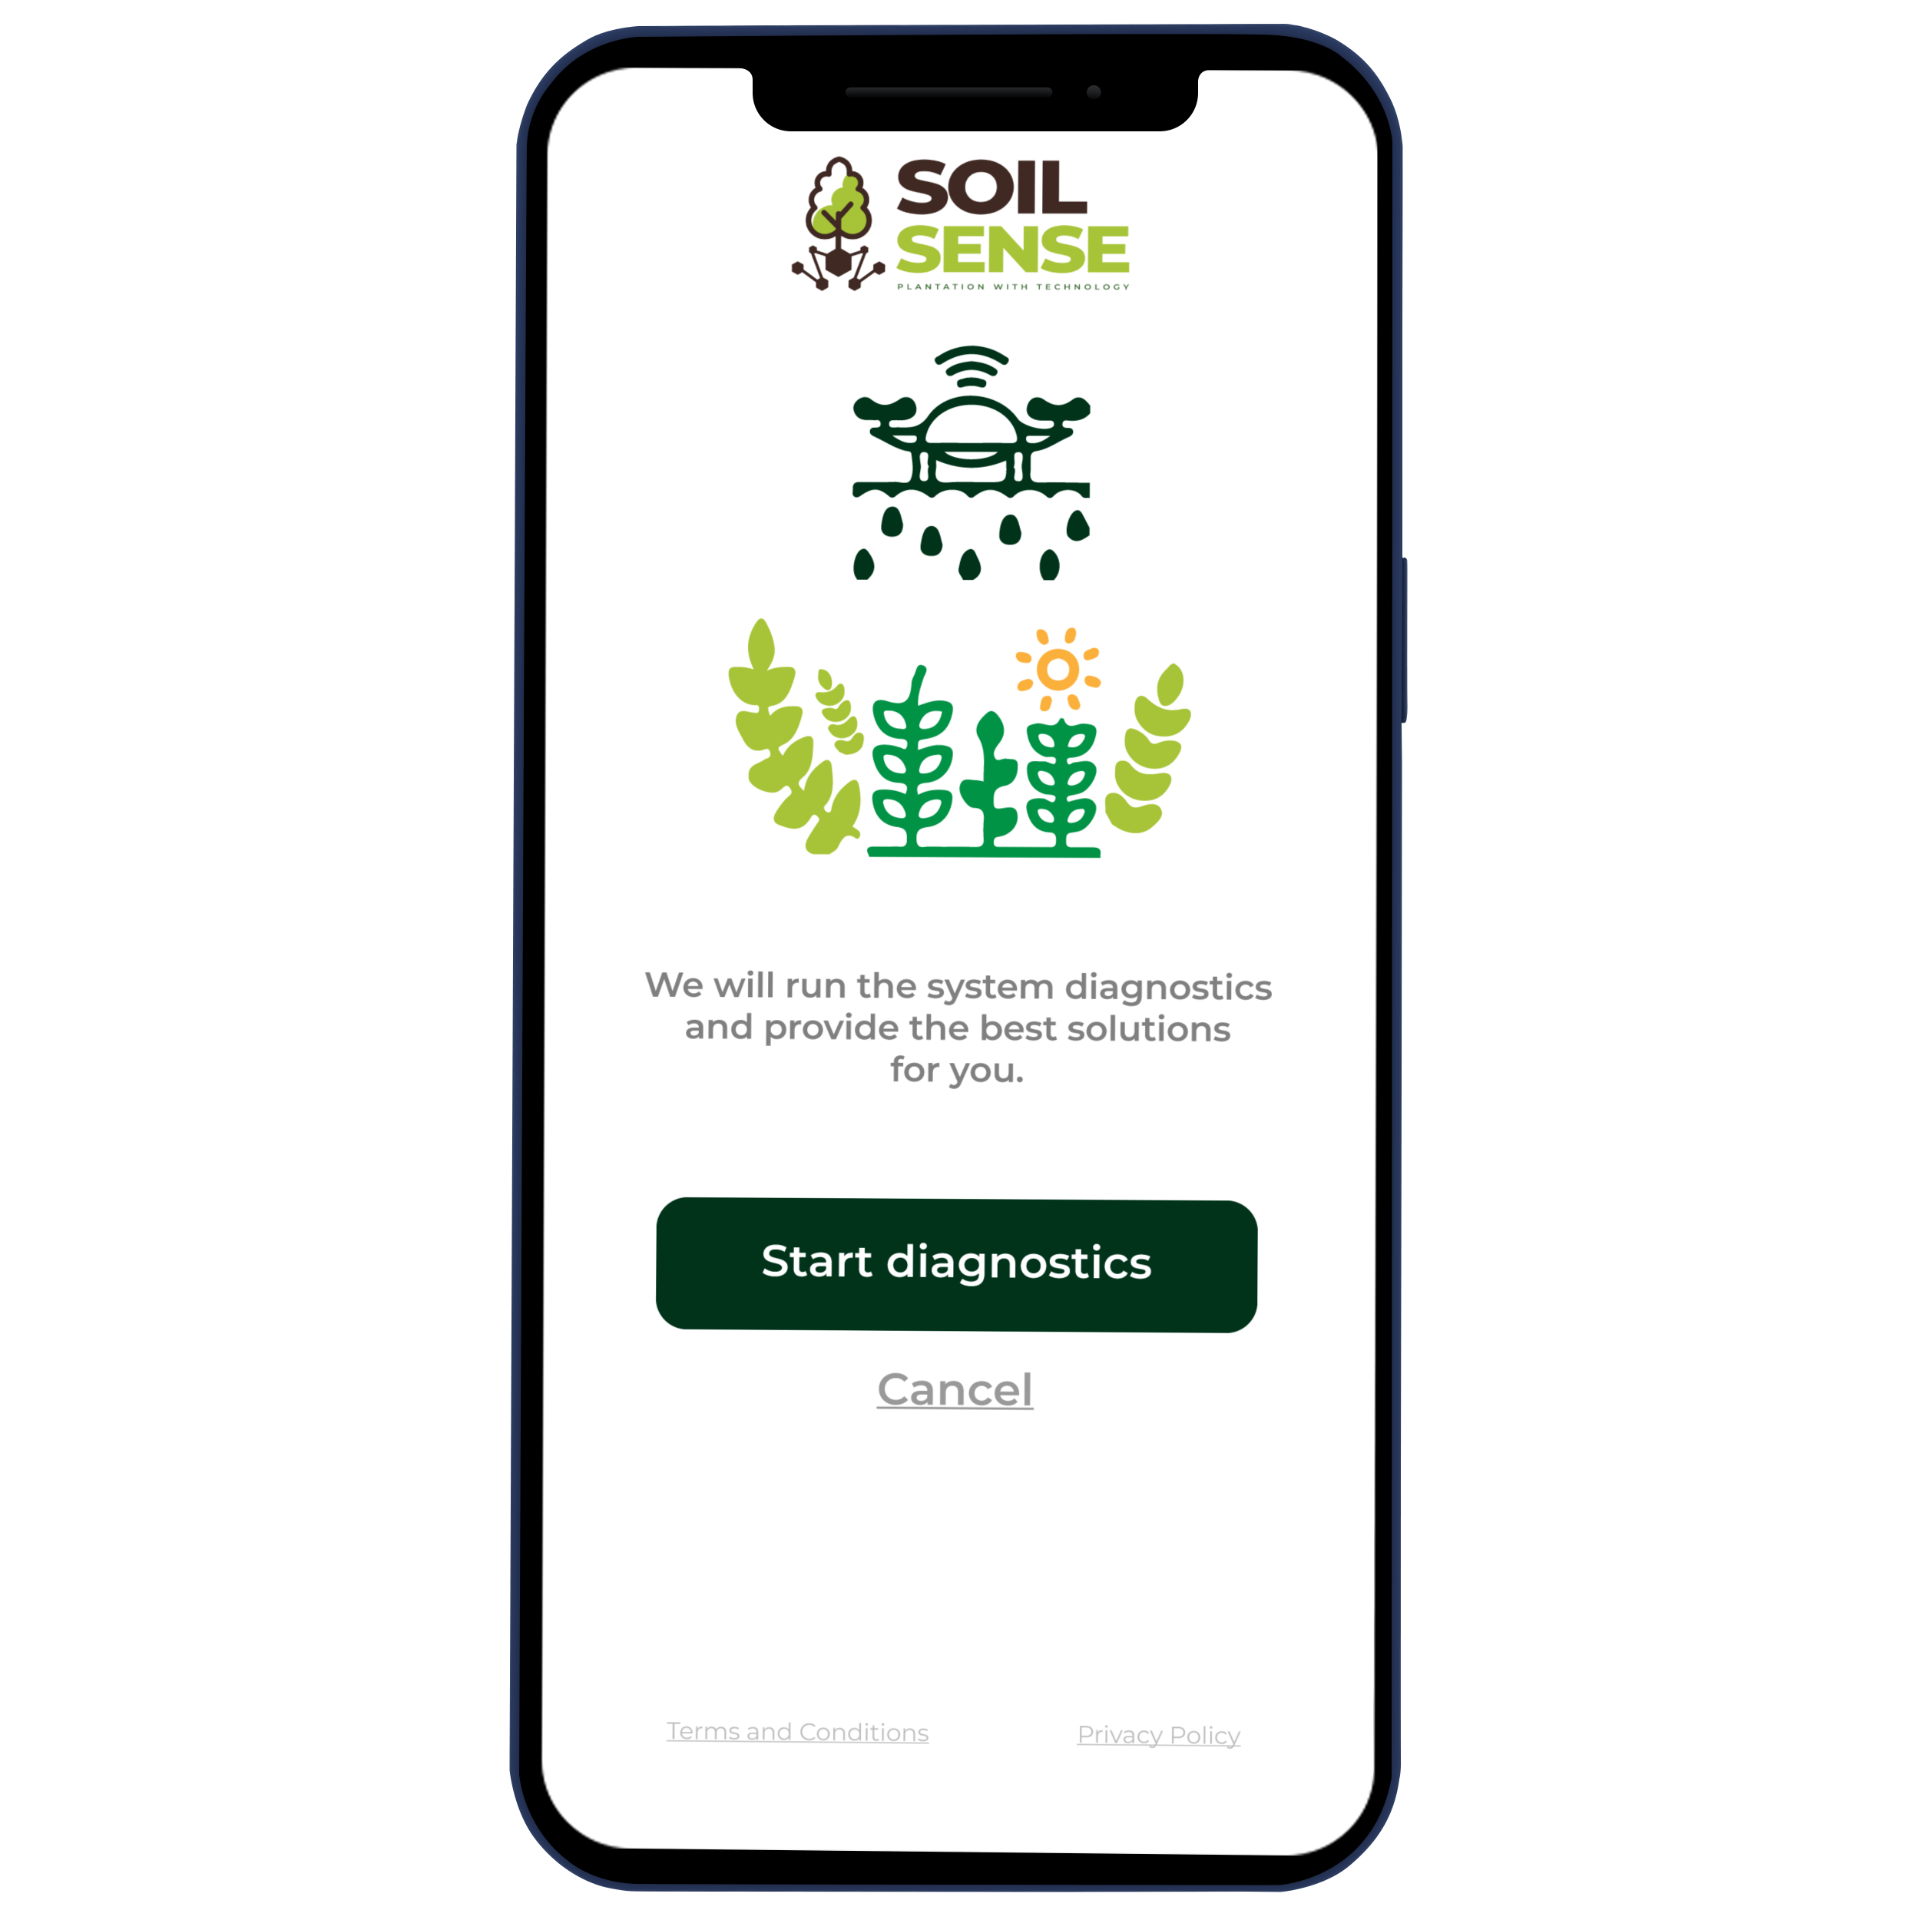 SOIL
SENSE
PLANTATION WITH TECHNOLOGY
We will run the system diagnostics
and provide the best solutions
for you.
Start diagnostics
Cancel
Terms and Conditions
Privacy Policy